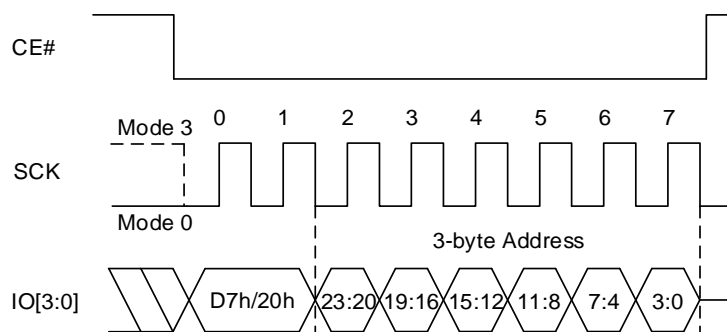 CE#
0 1 2 3 4 5 6 7
Mode 3
SCK
Mode 0
3-byte Address
IO[3:0] D7h/20h 23:20 19:16 15:12 11:8 7:4 3:0